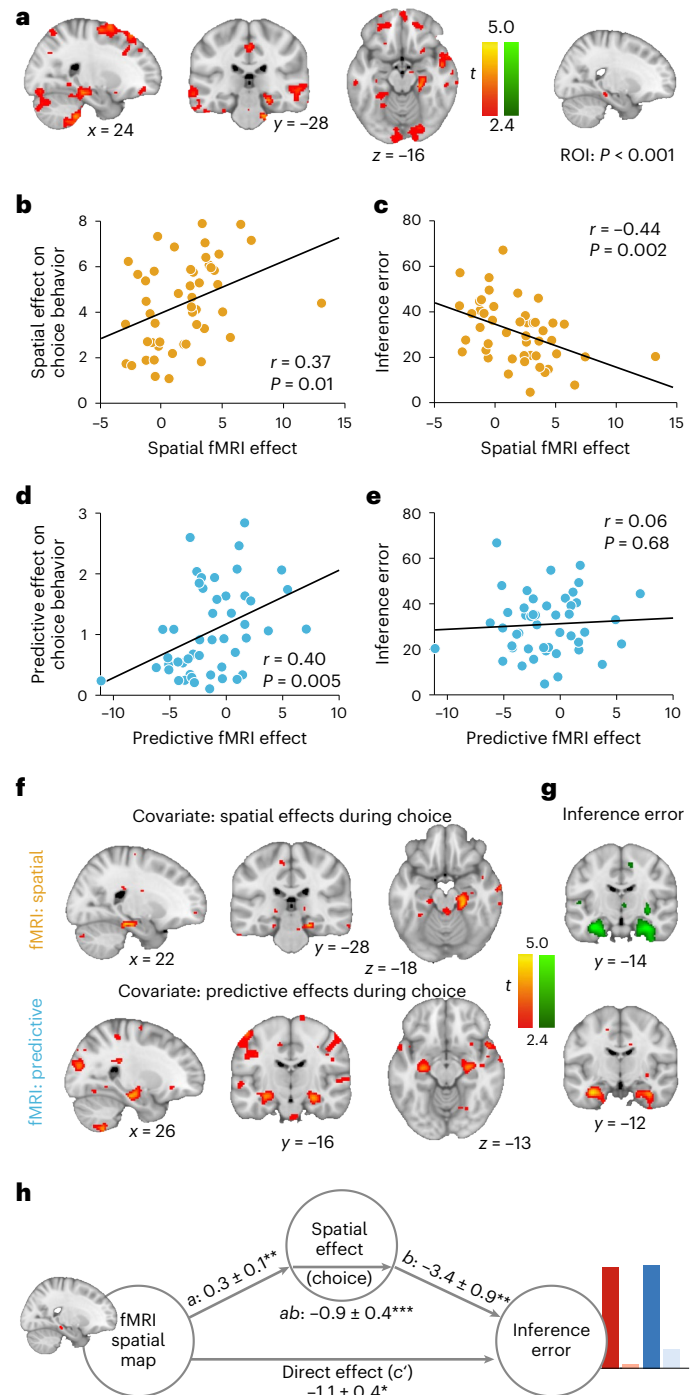 a
5.0
t
2.4
x = 24
y = –28
z = –16
ROI: P < 0.001
b
Spatial effect on
choice behavior
8
6
4
2
0
r = 0.37
P = 0.01
–5
0
5
10
15
Spatial fMRI effect
c
Inference error
80
60
40
20
0
r = –0.44
P = 0.002
–5
0
5
10
15
Spatial fMRI effect
d
Predictive effect on
choice behavior
3
2
1
0
r = 0.40
P = 0.005
–10
–5
0
5
10
Predictive fMRI effect
e
Inference error
80
60
40
20
0
r = 0.06
P = 0.68
–10
–5
0
5
10
Predictive fMRI effect
f
Covariate: spatial effects during choice
fMRI: spatial
x = 22
y = –28
z = –18
Covariate: predictive effects during choice
fMRI: predictive
x = 26
y = –16
z = –13
g
Inference error
y = –14
5.0
t
2.4
y = –12
h
Spatial
effect
(choice)
a: 0.3 ± 0.1**
b: –3.4 ± 0.9**
ab: –0.9 ± 0.4***
fMRI
spatial
map
Inference
error
Direct effect (c′)
–1.1 ± 0.4*